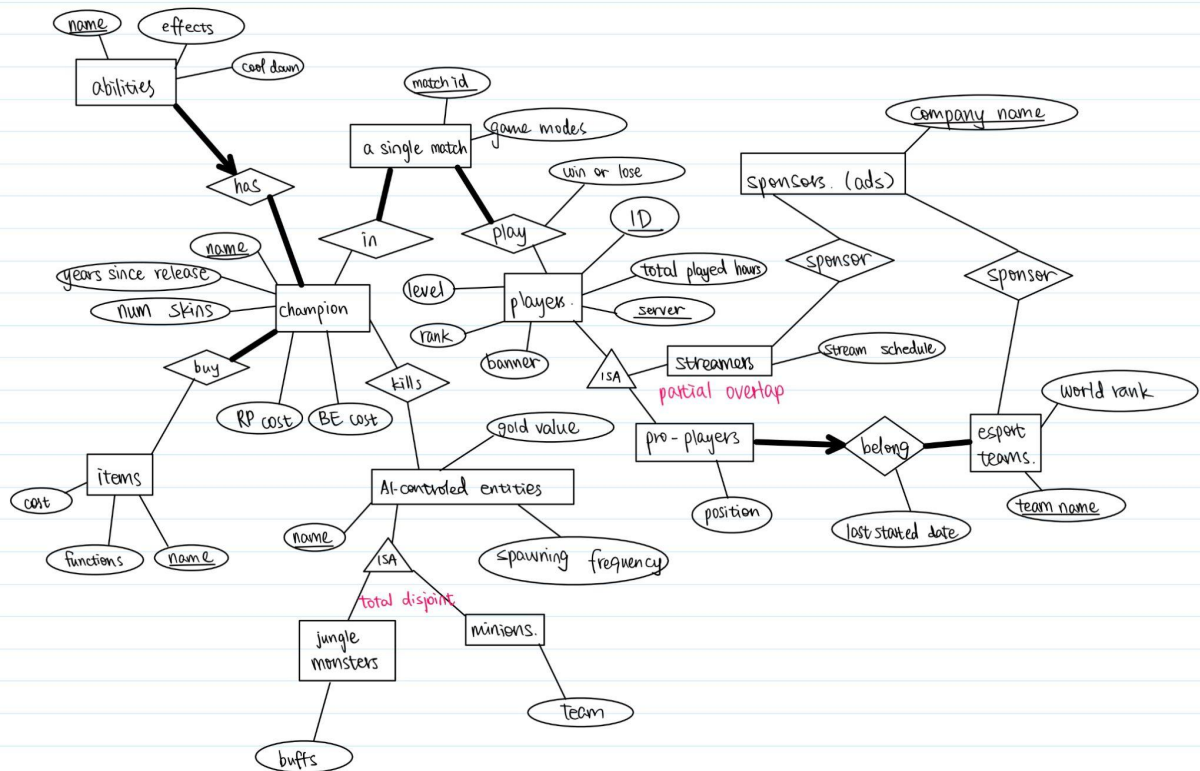 name
effects
cool down
abilities
match id
game modes
a single match
company name
sponsors. (ads)
has
win or lose
ID
in
play
sponsor
sponsor
name
years since release
num skins
champion
level
players.
total played hours
server
rank
banner
ISA
streamers
stream schedule
partial overlap
buy
kills
RP cost
BE cost
gold value
pro-players
belong
esport
teams.
world rank
items
AI-controled entities
cost
functions
name
name
position
last started date
team name
ISA
spawning frequency
total disjoint
jungle
monsters
minions.
team
buffs